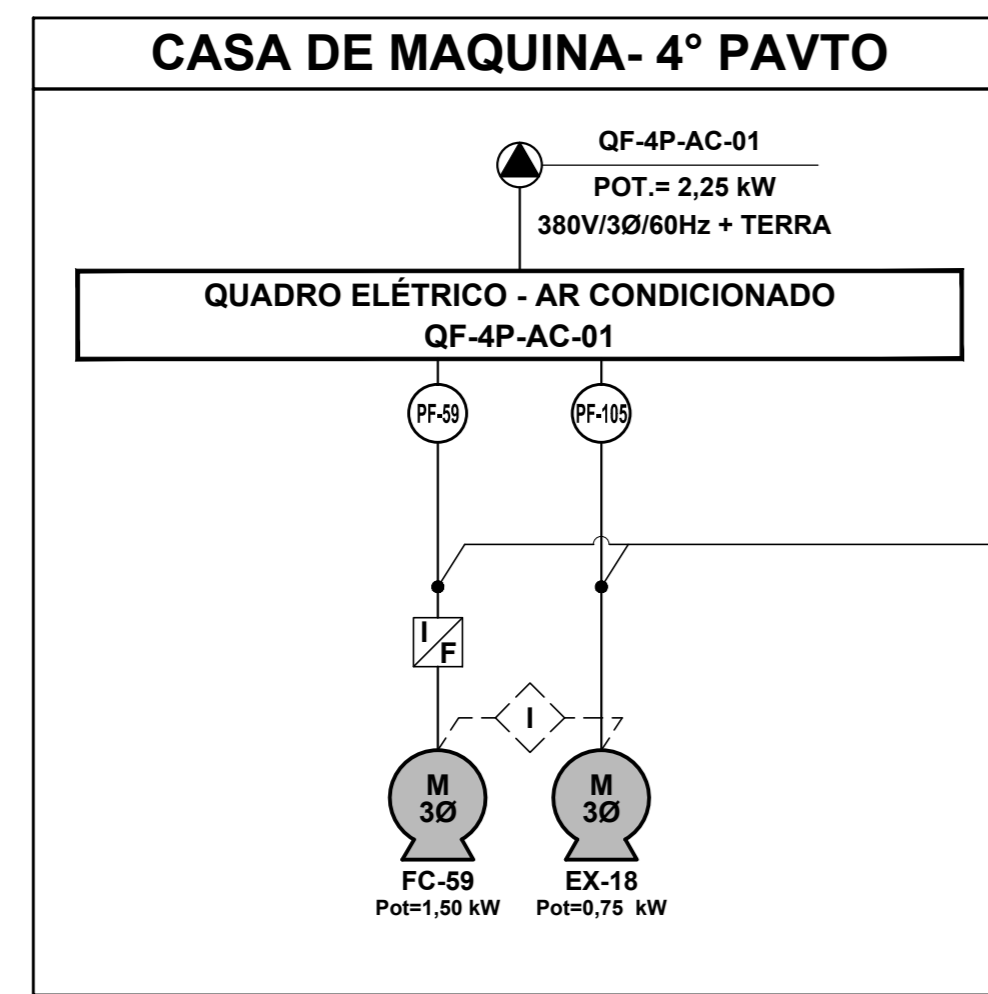 CASA DE MAQUINA- 4° PAVTO
QF-4P-AC-01
POT.= 2,25 kW
380V/3Ø/60Hz + TERRA
QUADRO ELÉTRICO - AR CONDICIONADO
QF-4P-AC-01
PF-59
PF-105
I/F
I
M
3Ø
M
3Ø
FC-59
Pot=1,50 kW
EX-18
Pot=0,75 kW